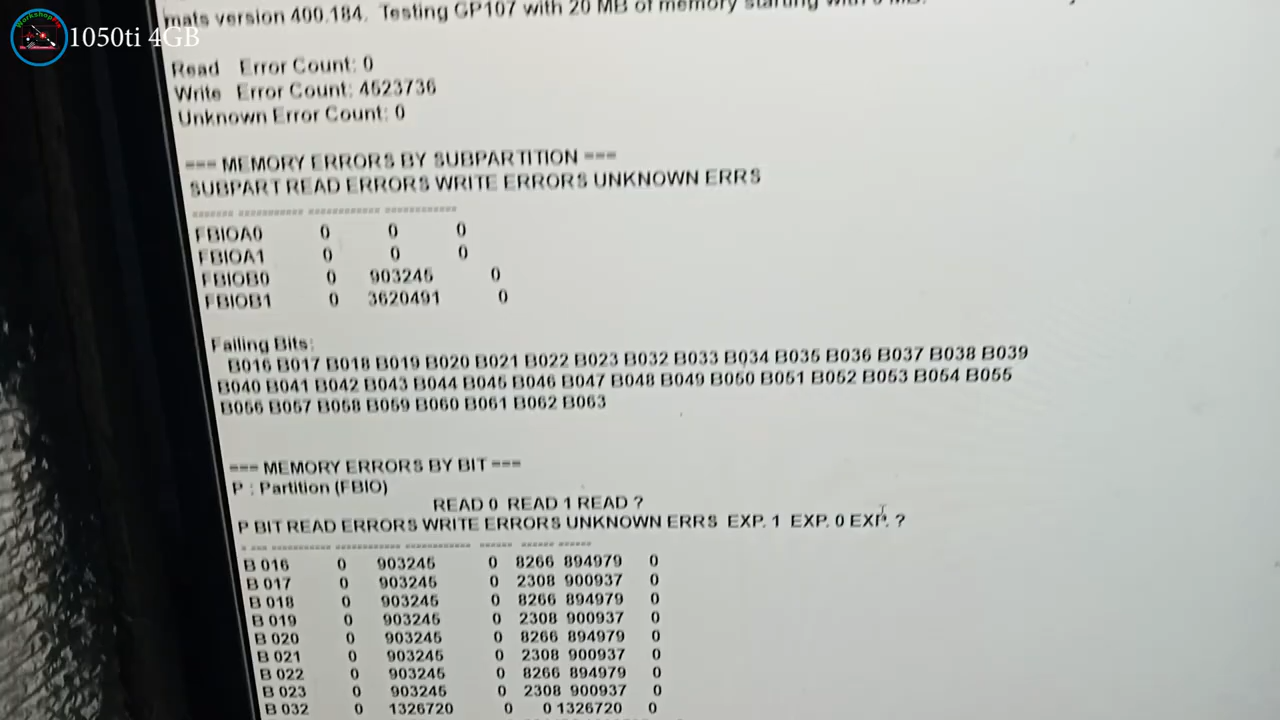 Workshop
1050ti 4GB
mats version 400.184. Testing GP107 with 20 MB of memory starting with 0 MB.
Read Error Count: 0
Write Error Count: 4523736
Unknown Error Count: 0
=== MEMORY ERRORS BY SUBPARTITION ===
SUBPART READ ERRORS WRITE ERRORS UNKNOWN ERRS
------- ----------- ------------ ------------
FBIOA0 0 0 0
FBIOA1 0 0 0
FBIOB0 0 903245 0
FBIOB1 0 3620491 0
Failing Bits:
B016 B017 B018 B019 B020 B021 B022 B023 B032 B033 B034 B035 B036 B037 B038 B039
B040 B041 B042 B043 B044 B045 B046 B047 B048 B049 B050 B051 B052 B053 B054 B055
B056 B057 B058 B059 B060 B061 B062 B063
=== MEMORY ERRORS BY BIT ===
P : Partition (FBIO)
READ 0 READ 1 READ ?
P BIT READ ERRORS WRITE ERRORS UNKNOWN ERRS EXP. 1 EXP. 0 EXP. ?
- --- ----------- ------------ ------------ ------ ------ ------
B 016 0 903245 0 8266 894979 0
B 017 0 903245 0 2308 900937 0
B 018 0 903245 0 8266 894979 0
B 019 0 903245 0 2308 900937 0
B 020 0 903245 0 8266 894979 0
B 021 0 903245 0 2308 900937 0
B 022 0 903245 0 8266 894979 0
B 023 0 903245 0 2308 900937 0
B 032 0 1326720 0 0 1326720 0